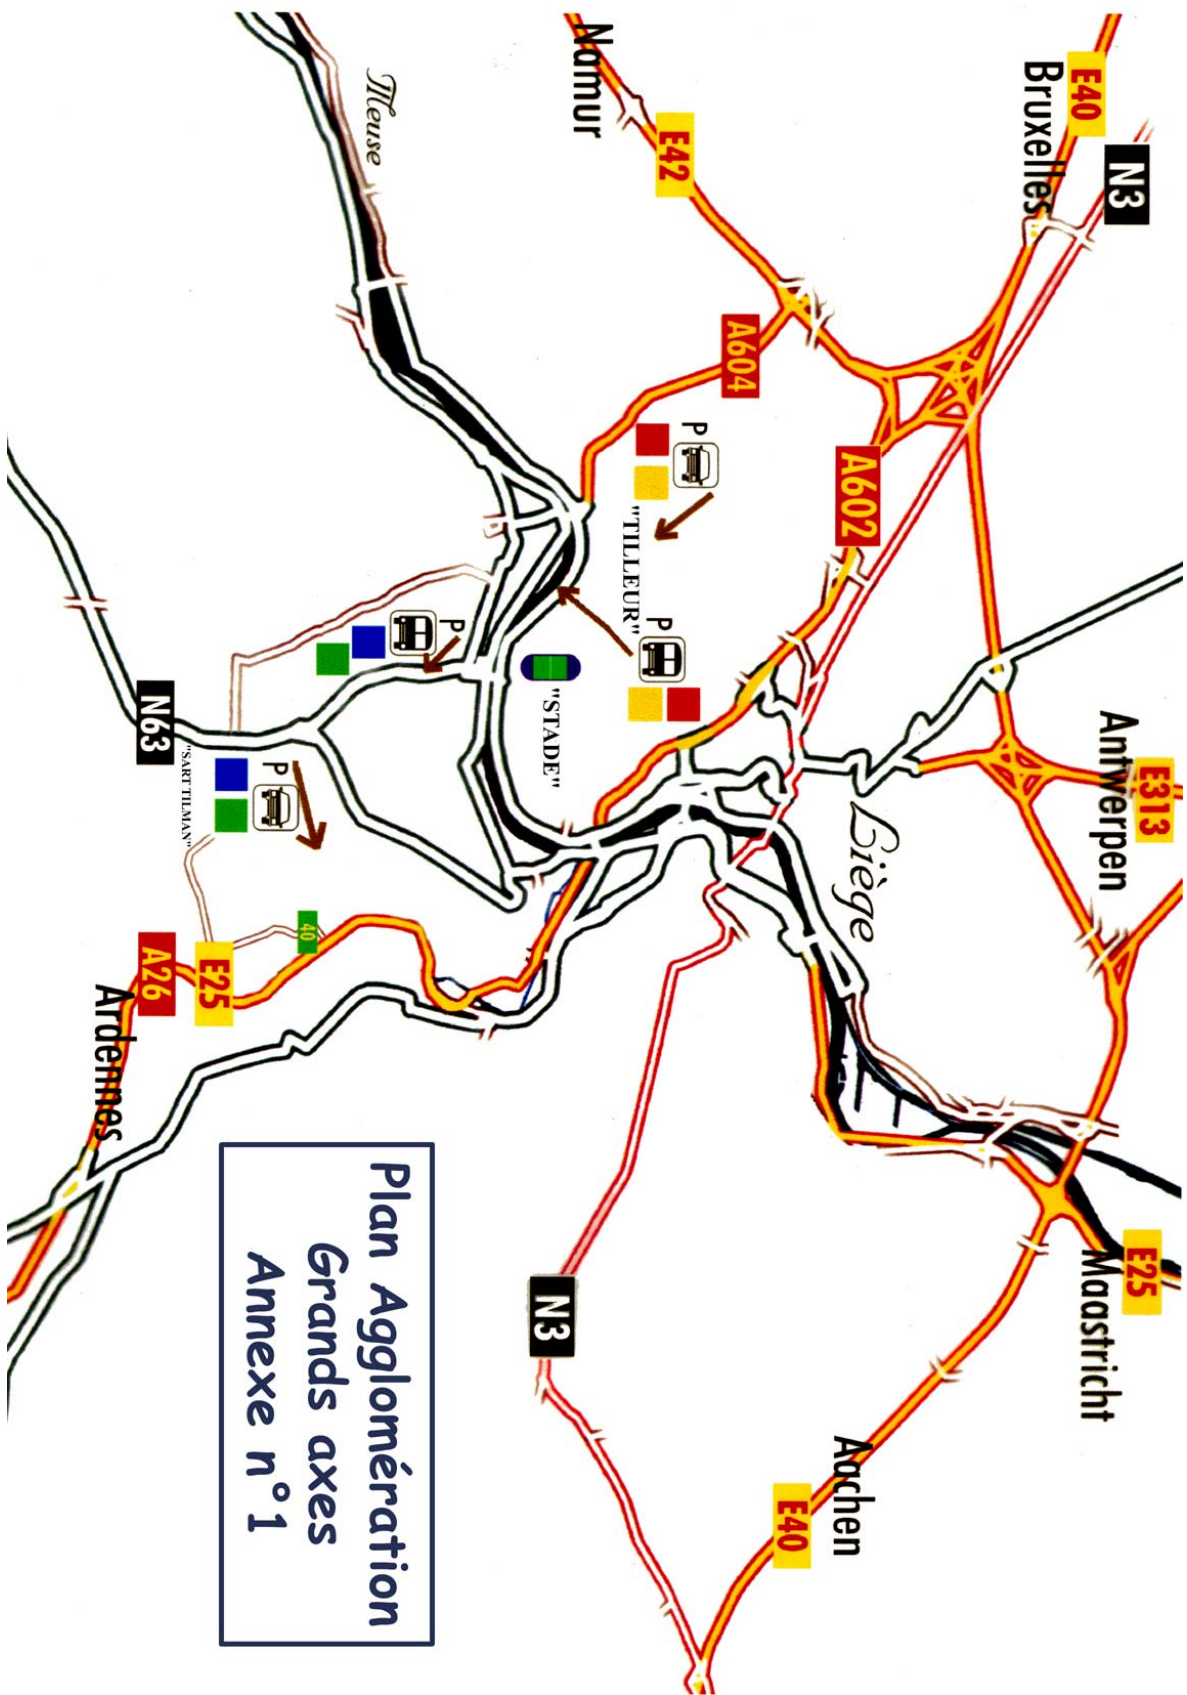 E40
Bruxelles
N3
Namur
E42
Meuse
A604
A602
P
"TILLEUR"
P
"STADE"
P
N63
P
"SART TILMAN"
Liège
Antwerpen
E313
40
A26
E25
Ardennes
E25
Maastricht
N3
Aachen
E40
Plan Agglomération
Grands axes
Annexe n°1